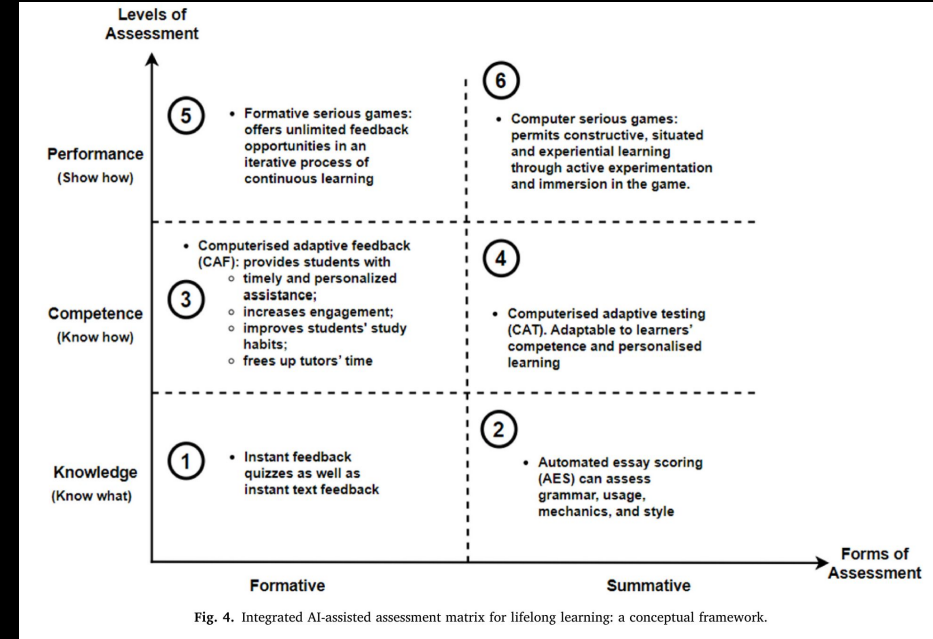 Levels of
Assessment
5
• Formative serious games:
offers unlimited feedback
opportunities in an
iterative process of
continuous learning
6
• Computer serious games:
permits constructive, situated
and experiential learning
through active experimentation
and immersion in the game.
Performance
(Show how)
• Computerised adaptive feedback
(CAF): provides students with
○ timely and personalized
assistance;
○ increases engagement;
○ improves students' study
habits;
○ frees up tutors' time
3
4
• Computerised adaptive testing
(CAT). Adaptable to learners'
competence and personalised
learning
Competence
(Know how)
1
• Instant feedback
quizzes as well as
instant text feedback
2
• Automated essay scoring
(AES) can assess
grammar, usage,
mechanics, and style
Knowledge
(Know what)
Formative
Summative
Forms of
Assessment
Fig. 4. Integrated AI-assisted assessment matrix for lifelong learning: a conceptual framework.